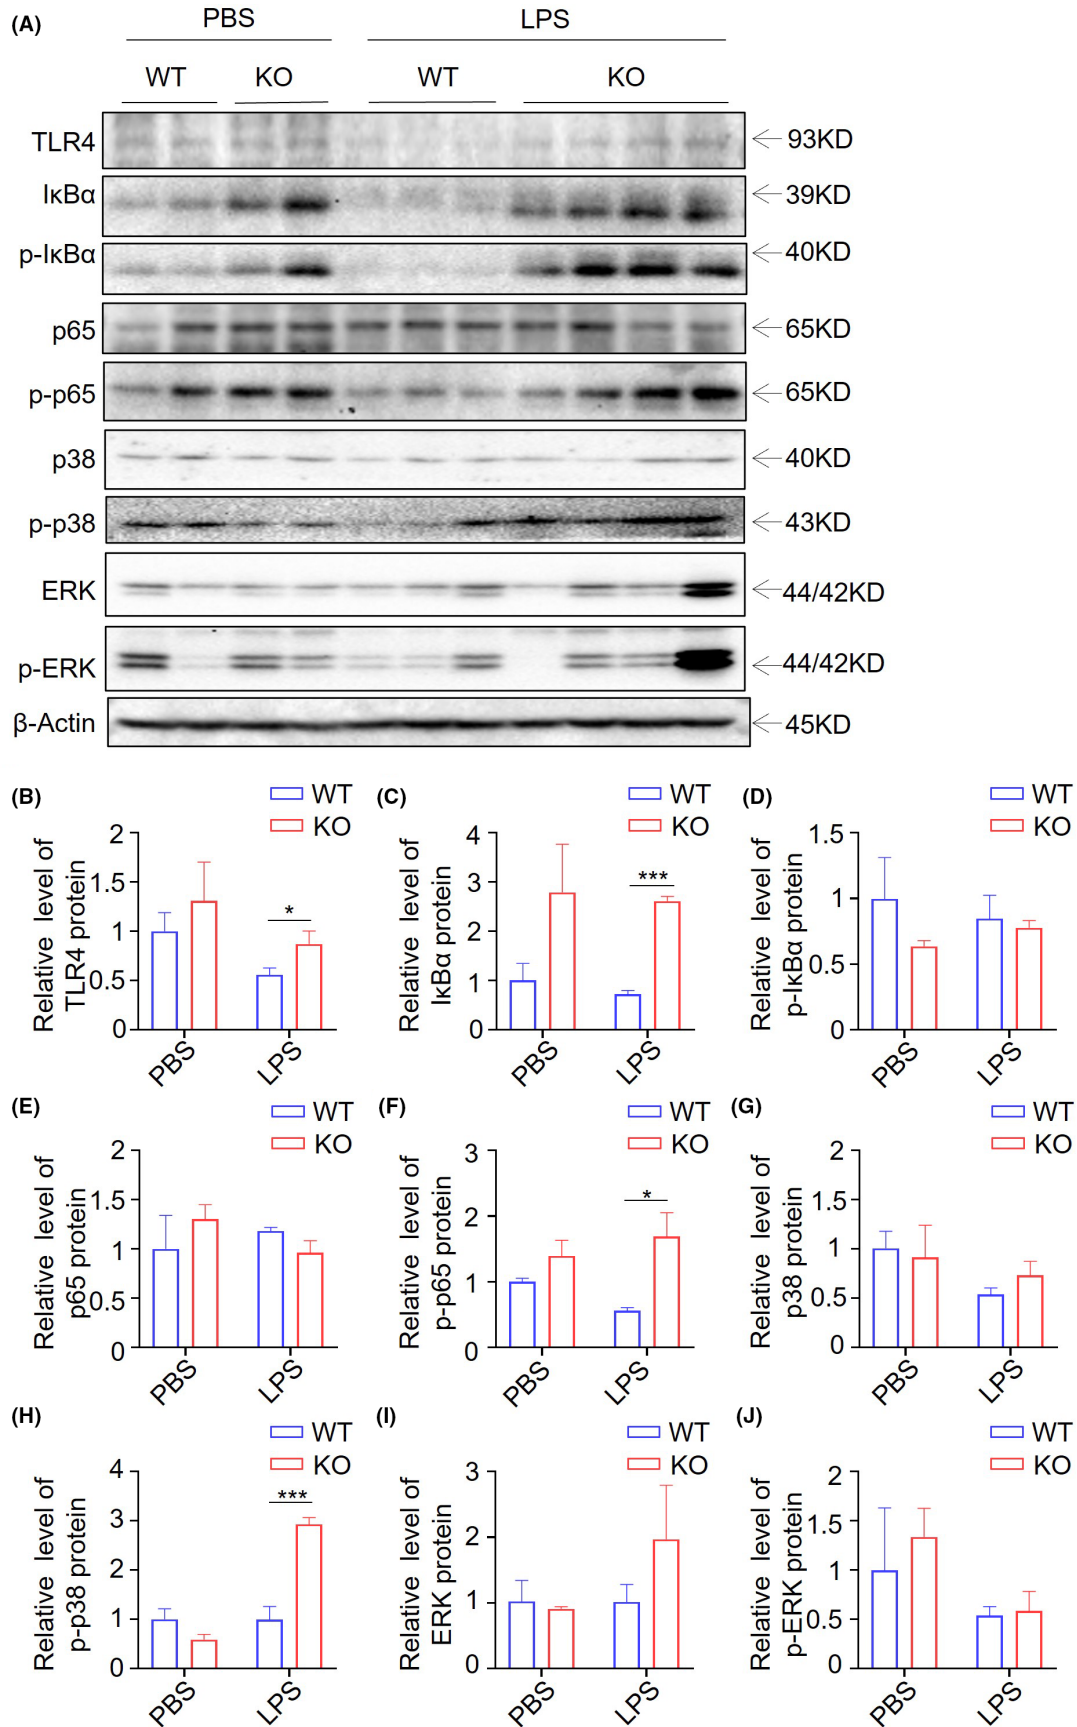 (A)
PBS LPS
WT KO WT KO
TLR4 93KD
IκBα 39KD
p-IκBα 40KD
p65 65KD
p-p65 65KD
p38 40KD
p-p38 43KD
ERK 44/42KD
p-ERK 44/42KD
β-Actin 45KD
(B)
WT
KO
Relative level of
TLR4 protein
2
1.5
1
0.5
0
*
PBS
LPS
(C)
WT
KO
Relative level of
IκBα protein
4
3
2
1
0
***
PBS
LPS
(D)
WT
KO
Relative level of
p-IκBα protein
1.5
1
0.5
0
PBS
LPS
(E)
WT
KO
Relative level of
p65 protein
2
1.5
1
0.5
0
PBS
LPS
(F)
WT
KO
Relative level of
p-p65 protein
3
2
1
0
*
PBS
LPS
(G)
WT
KO
Relative level of
p38 protein
2
1.5
1
0.5
0
PBS
LPS
(H)
WT
KO
Relative level of
p-p38 protein
4
3
2
1
0
***
PBS
LPS
(I)
WT
KO
Relative level of
ERK protein
3
2
1
0
PBS
LPS
(J)
WT
KO
Relative level of
p-ERK protein
2
1.5
1
0.5
0
PBS
LPS